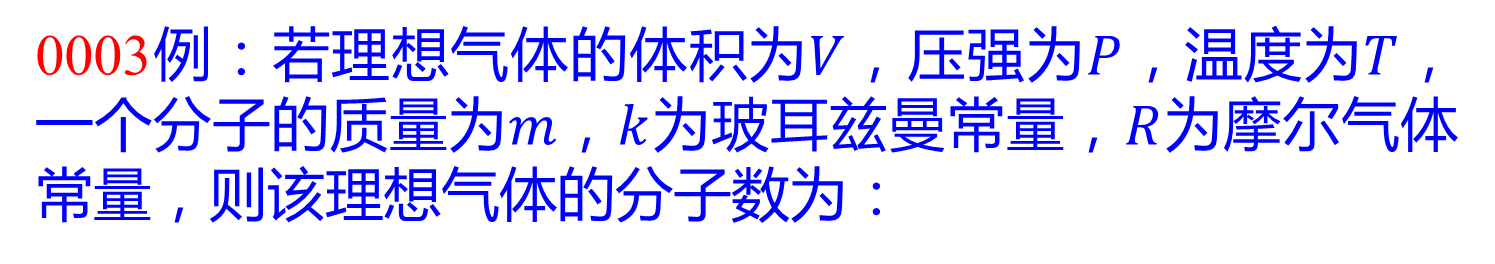 0003例：若理想气体的体积为V，压强为P，温度为T，
一个分子的质量为m，k为玻耳兹曼常量，R为摩尔气体
常量，则该理想气体的分子数为：